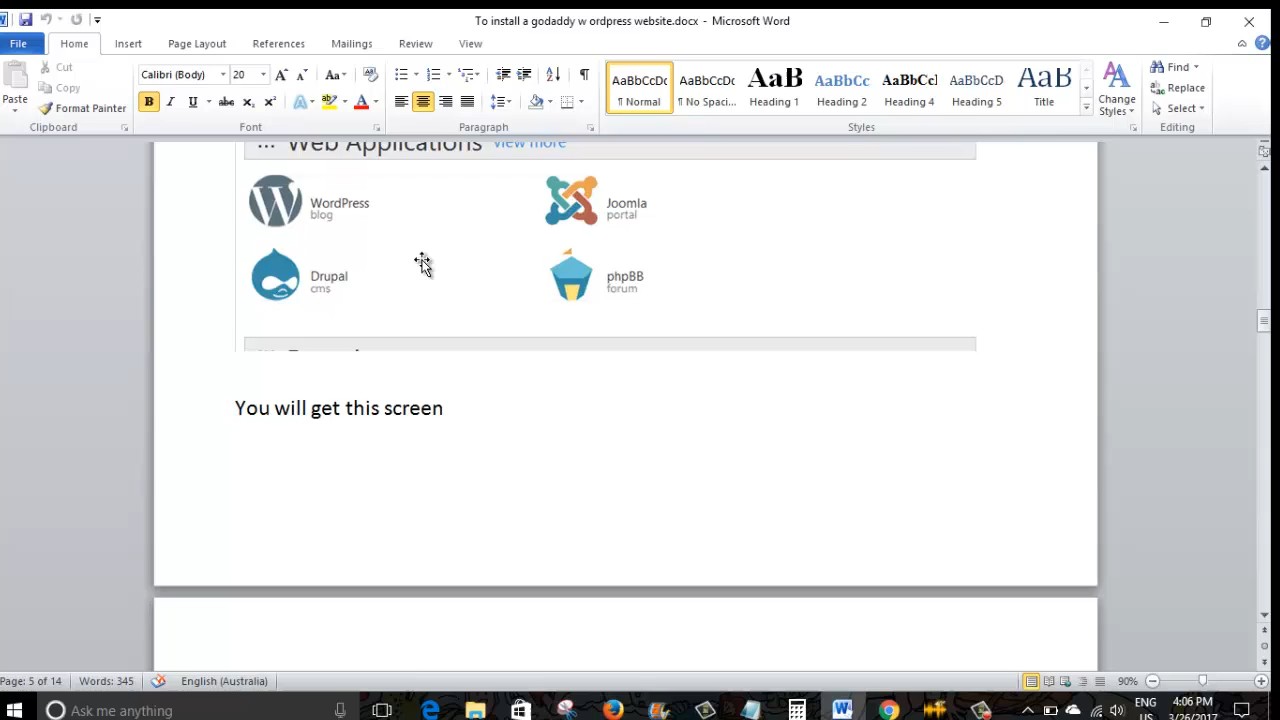 To install a godaddy w ordpress website.docx - Microsoft Word
File Home Insert Page Layout References Mailings Review View
Paste
Cut
Copy
Format Painter
Clipboard
Calibri (Body) 20
Font
Paragraph
AaBbCcDc AaBbCcDc AaB AaBbCc AaBbCcl AaBbCcD AaB
¶ Normal ¶ No Spaci... Heading 1 Heading 2 Heading 4 Heading 5 Title
Change Styles
Styles
Find
Replace
Select
Editing
Web Applications View more
WordPress
blog
Joomla
portal
Drupal
cms
phpBB
forum
You will get this screen
Page: 5 of 14 Words: 345 English (Australia) 90%
Ask me anything
ENG
US
4:06 PM